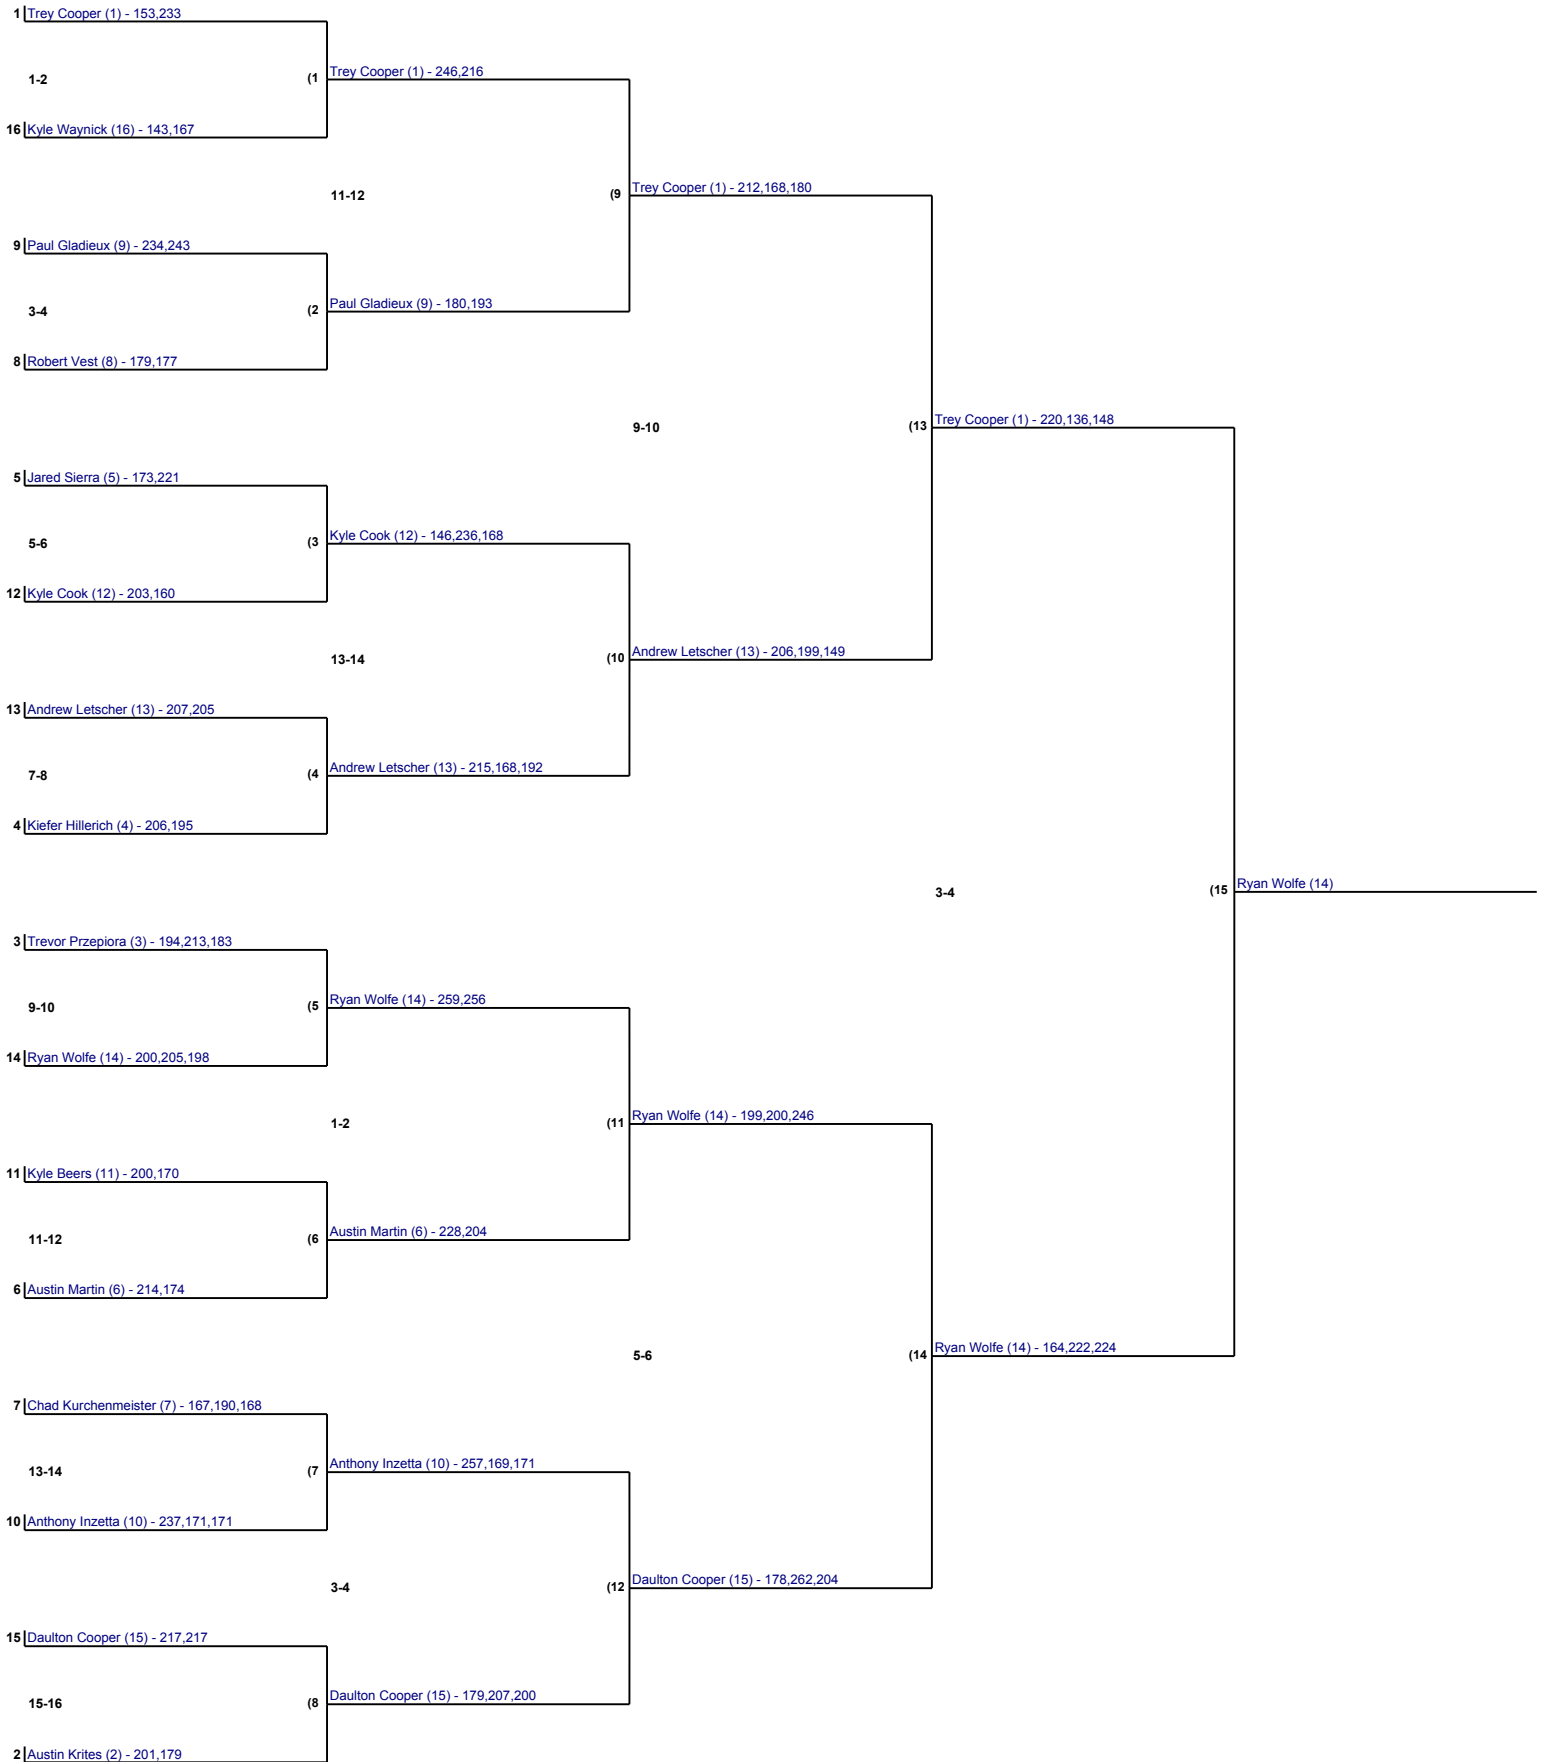 1 Trey Cooper (1) - 153,233
1-2 (1 Trey Cooper (1) - 246,216
16 Kyle Waynick (16) - 143,167
11-12 (9 Trey Cooper (1) - 212,168,180
9 Paul Gladieux (9) - 234,243
3-4 (2 Paul Gladieux (9) - 180,193
8 Robert Vest (8) - 179,177
9-10 (13 Trey Cooper (1) - 220,136,148
5 Jared Sierra (5) - 173,221
5-6 (3 Kyle Cook (12) - 146,236,168
12 Kyle Cook (12) - 203,160
13-14 (10 Andrew Letscher (13) - 206,199,149
13 Andrew Letscher (13) - 207,205
7-8 (4 Andrew Letscher (13) - 215,168,192
4 Kiefer Hillerich (4) - 206,195
3-4 (15 Ryan Wolfe (14)
3 Trevor Przepiora (3) - 194,213,183
9-10 (5 Ryan Wolfe (14) - 259,256
14 Ryan Wolfe (14) - 200,205,198
1-2 (11 Ryan Wolfe (14) - 199,200,246
11 Kyle Beers (11) - 200,170
11-12 (6 Austin Martin (6) - 228,204
6 Austin Martin (6) - 214,174
5-6 (14 Ryan Wolfe (14) - 164,222,224
7 Chad Kurchenmeister (7) - 167,190,168
13-14 (7 Anthony Inzetta (10) - 257,169,171
10 Anthony Inzetta (10) - 237,171,171
3-4 (12 Daulton Cooper (15) - 178,262,204
15 Daulton Cooper (15) - 217,217
15-16 (8 Daulton Cooper (15) - 179,207,200
2 Austin Krites (2) - 201,179